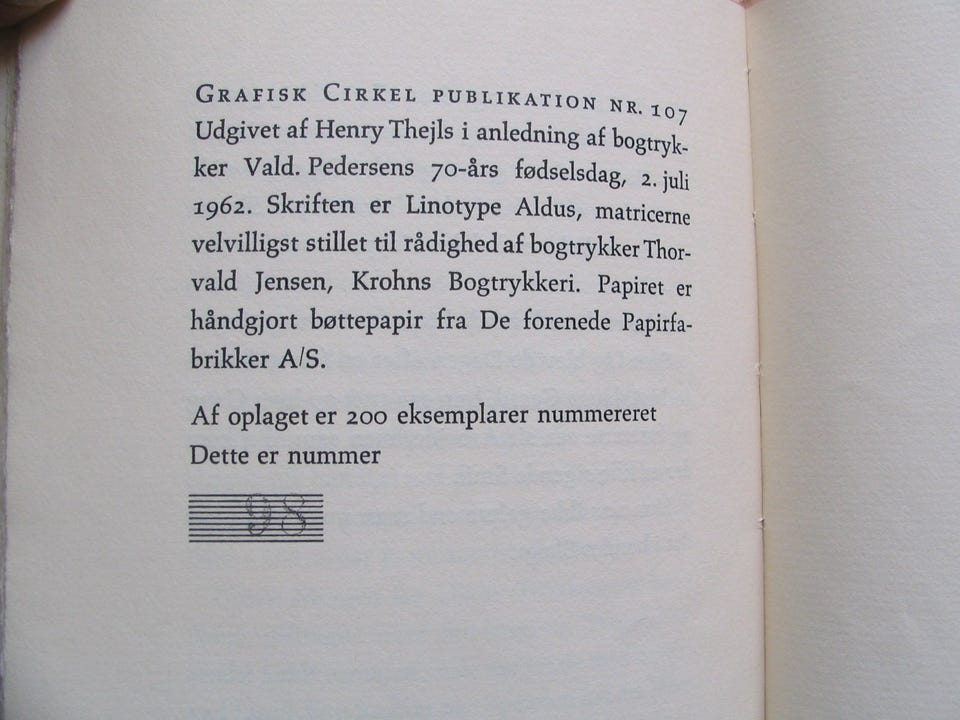 GRAFISK CIRKEL PUBLIKATION NR. 107
Udgivet af Henry Thejls i anledning af bogtryk-
ker Vald. Pedersens 70-års fødselsdag, 2. juli
1962. Skriften er Linotype Aldus, matricerne
velvilligst stillet til rådighed af bogtrykker Thor-
vald Jensen, Krohns Bogtrykkeri. Papiret er
håndgjort bøttepapir fra De forenede Papirfa-
brikker A/S.
Af oplaget er 200 eksemplarer nummereret
Dette er nummer
98